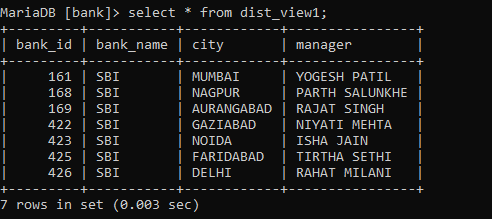 MariaDB [bank]> select * from dist_view1;
+---------+-----------+------------+----------------+
| bank_id | bank_name | city       | manager        |
+---------+-----------+------------+----------------+
|     161 | SBI       | MUMBAI     | YOGESH PATIL   |
|     168 | SBI       | NAGPUR     | PARTH SALUNKHE |
|     169 | SBI       | AURANGABAD | RAJAT SINGH    |
|     422 | SBI       | GAZIABAD   | NIYATI MEHTA   |
|     423 | SBI       | NOIDA      | ISHA JAIN      |
|     425 | SBI       | FARIDABAD  | TIRTHA SETHI   |
|     426 | SBI       | DELHI      | RAHAT MILANI   |
+---------+-----------+------------+----------------+
7 rows in set (0.003 sec)